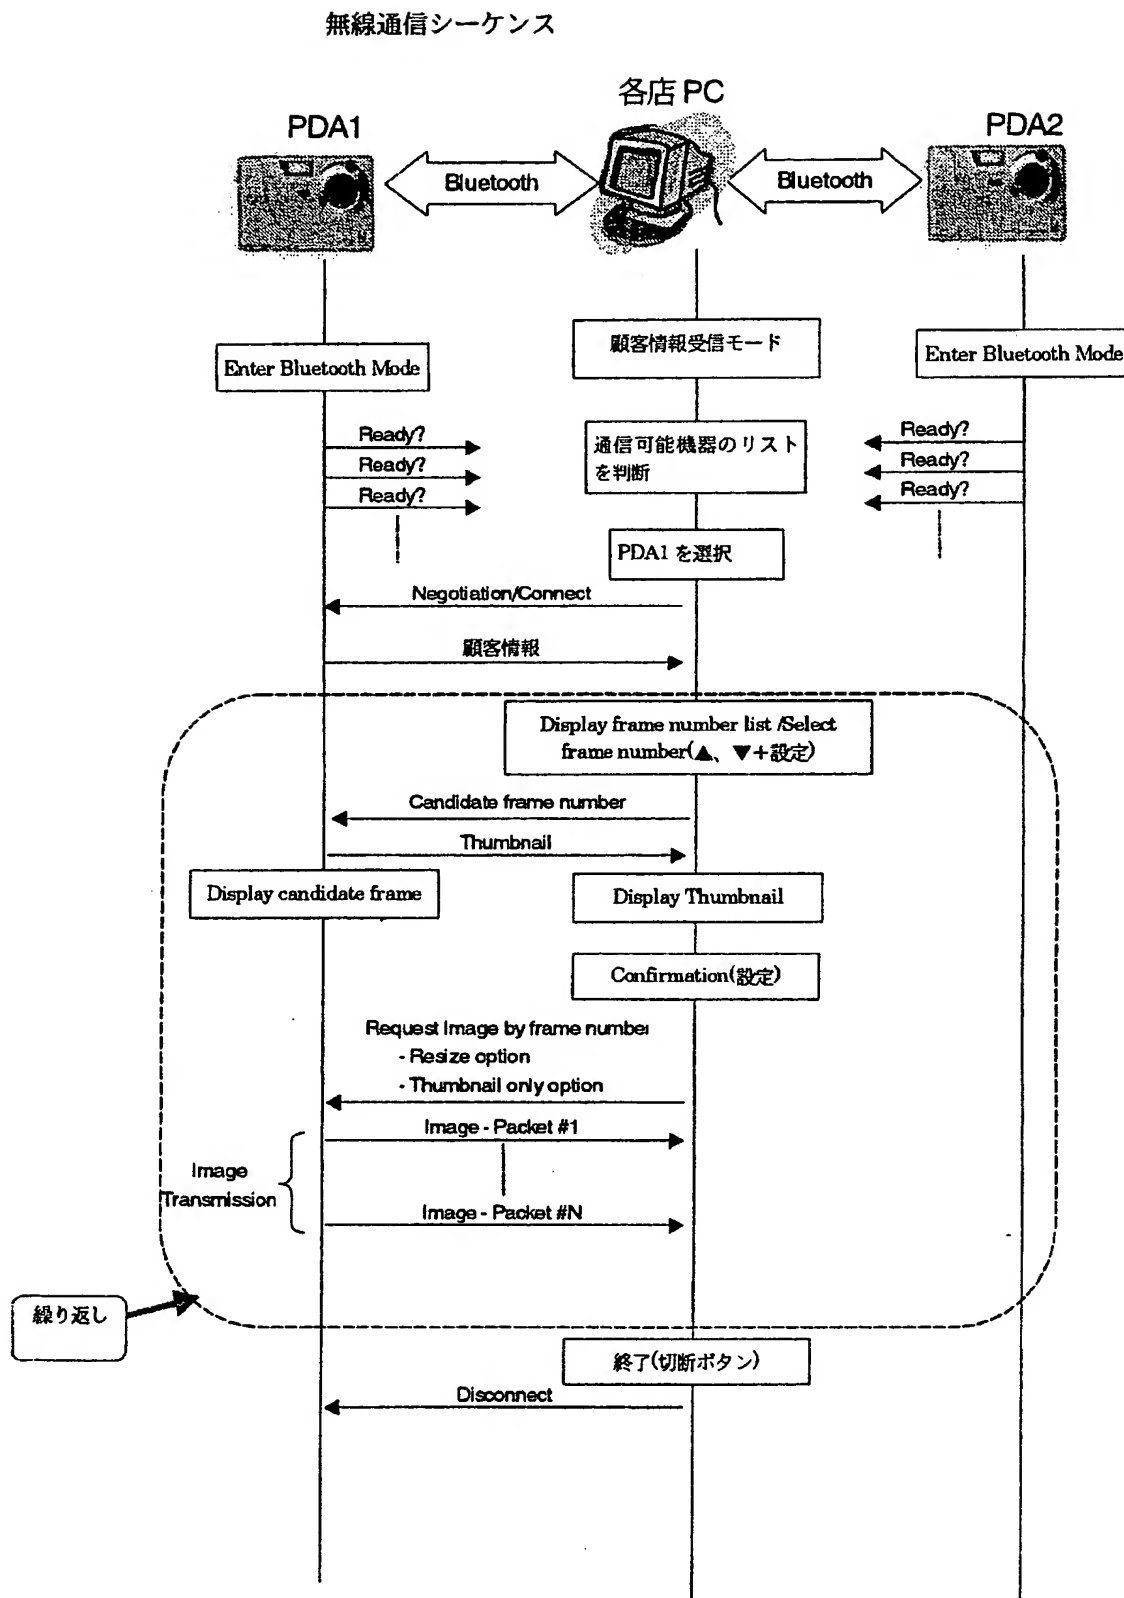 無線通信シーケンス
各店 PC
PDA1
PDA2
Bluetooth
Bluetooth
顧客情報受信モード
Enter Bluetooth Mode
Enter Bluetooth Mode
Ready?
Ready?
Ready?
通信可能機器のリスト
を判断
Ready?
Ready?
Ready?
PDA1 を選択
Negotiation/Connect
顧客情報
Display frame number list /Select
frame number(▲、▼+設定)
Candidate frame number
Thumbnail
Display candidate frame
Display Thumbnail
Confirmation(設定)
Request Image by frame number
- Resize option
- Thumbnail only option
Image - Packet #1
Image
Transmission
Image - Packet #N
繰り返し
終了(切断ボタン)
Disconnect